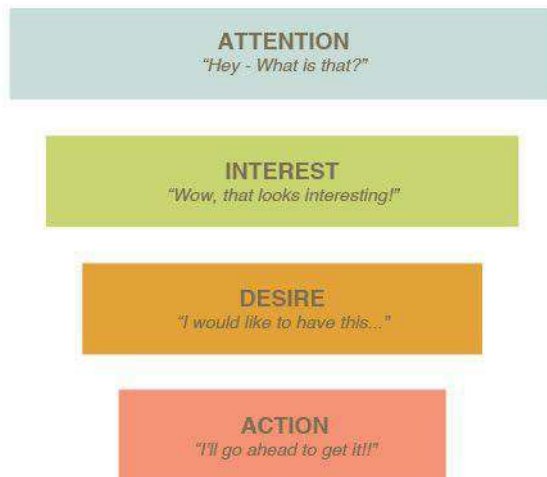 ATTENTION
“Hey - What is that?”
INTEREST
“Wow, that looks interesting!”
DESIRE
“I would like to have this...”
ACTION
“I'll go ahead to get it!!”